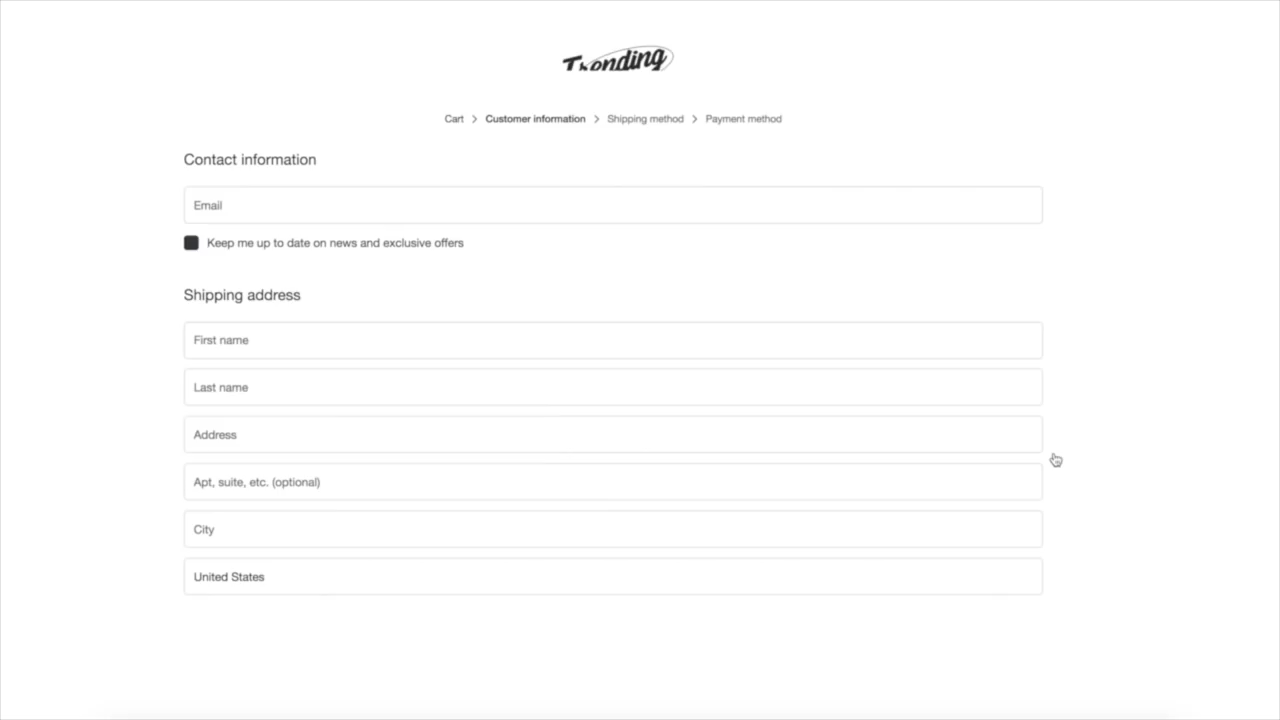 Trending
Cart > Customer information > Shipping method > Payment method
Contact information
Email
Keep me up to date on news and exclusive offers
Shipping address
First name
Last name
Address
Apt, suite, etc. (optional)
City
United States